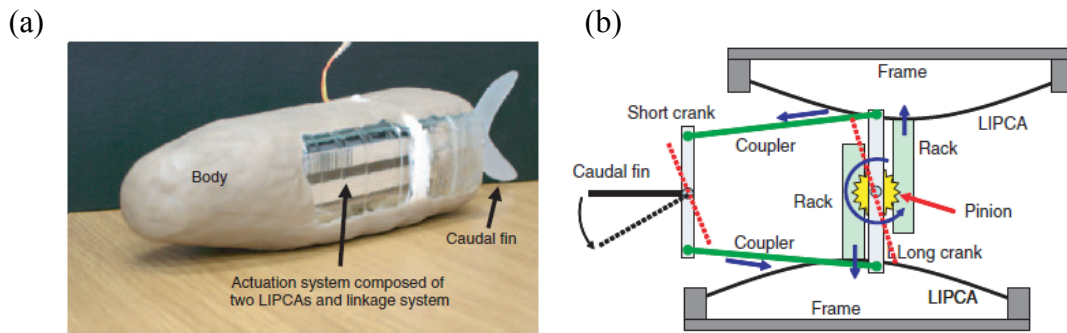 (a)
Body
Caudal fin
Actuation system composed of
two LIPCAs and linkage system
(b)
Frame
Short crank
LIPCA
Coupler
Rack
Caudal fin
Rack
Pinion
Coupler
Long crank
LIPCA
Frame